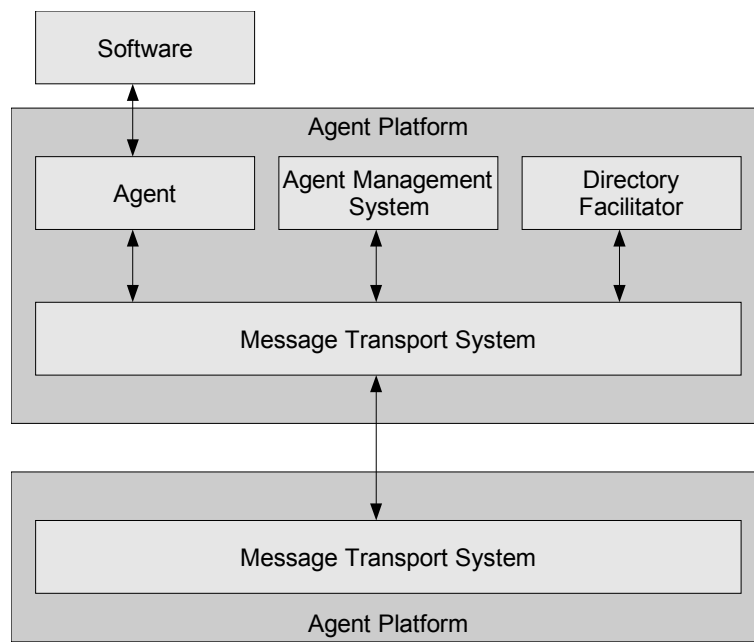 Software
Agent Platform
Agent
Agent Management
System
Directory
Facilitator
Message Transport System
Message Transport System
Agent Platform